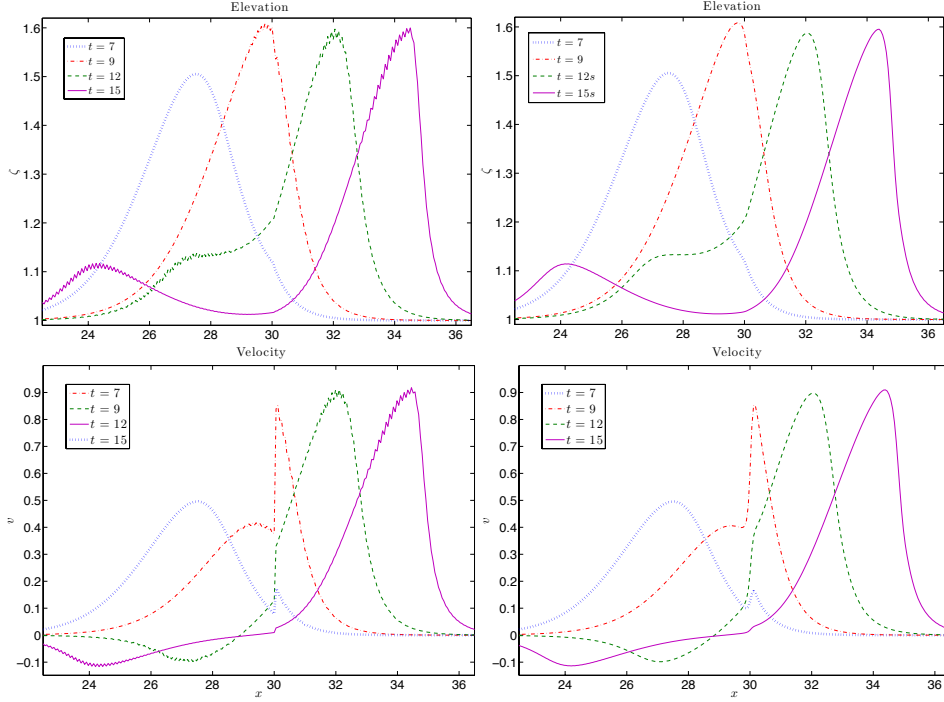 Elevation
1.6
1.5
1.4
1.3
1.2
1.1
1
ζ
t = 7
t = 9
t = 12
t = 15
24 26 28 30 32 34 36
Elevation
1.6
1.5
1.4
1.3
1.2
1.1
1
ζ
t = 7
t = 9
t = 12s
t = 15s
24 26 28 30 32 34 36
Velocity
0.9
0.8
0.7
0.6
0.5
0.4
0.3
0.2
0.1
0
−0.1
v
t = 7
t = 9
t = 12
t = 15
24 26 28 30 32 34 36
x
Velocity
0.9
0.8
0.7
0.6
0.5
0.4
0.3
0.2
0.1
0
−0.1
v
t = 7
t = 9
t = 12
t = 15
24 26 28 30 32 34 36
x